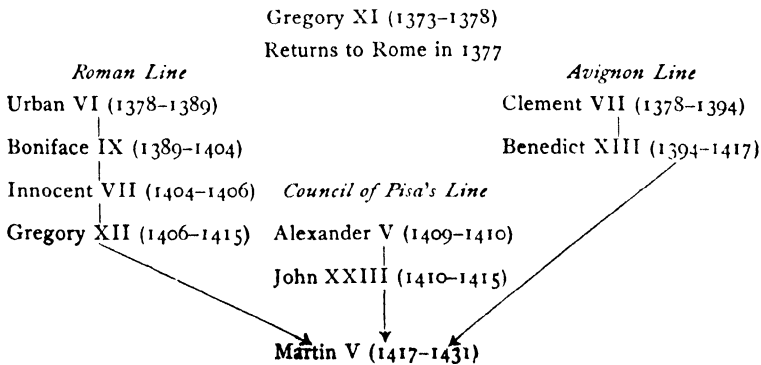 Gregory XI (1373–1378)
Returns to Rome in 1377
Roman Line
Avignon Line
Urban VI (1378–1389)
Clement VII (1378–1394)
Boniface IX (1389–1404)
Benedict XIII (1394–1417)
Innocent VII (1404–1406)
Council of Pisa's Line
Gregory XII (1406–1415)
Alexander V (1409–1410)
John XXIII (1410–1415)
Martin V (1417–1431)